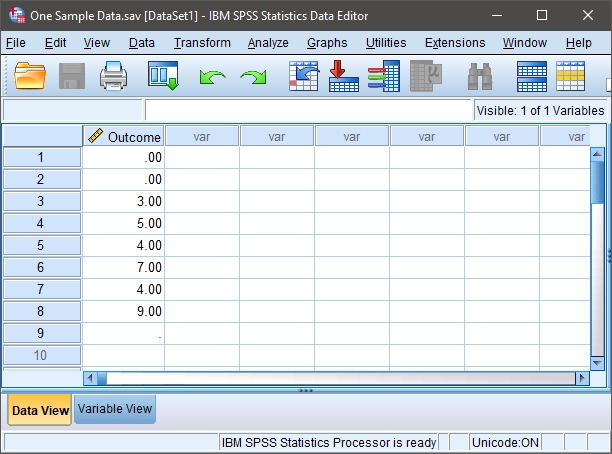 One Sample Data.sav [DataSet1] - IBM SPSS Statistics Data Editor
File Edit View Data Transform Analyze Graphs Utilities Extensions Window Help
Visible: 1 of 1 Variables
Outcome var var var var var var
1 .00
2 .00
3 3.00
4 5.00
5 4.00
6 7.00
7 4.00
8 9.00
9 .
10
Data View Variable View
IBM SPSS Statistics Processor is ready Unicode:ON